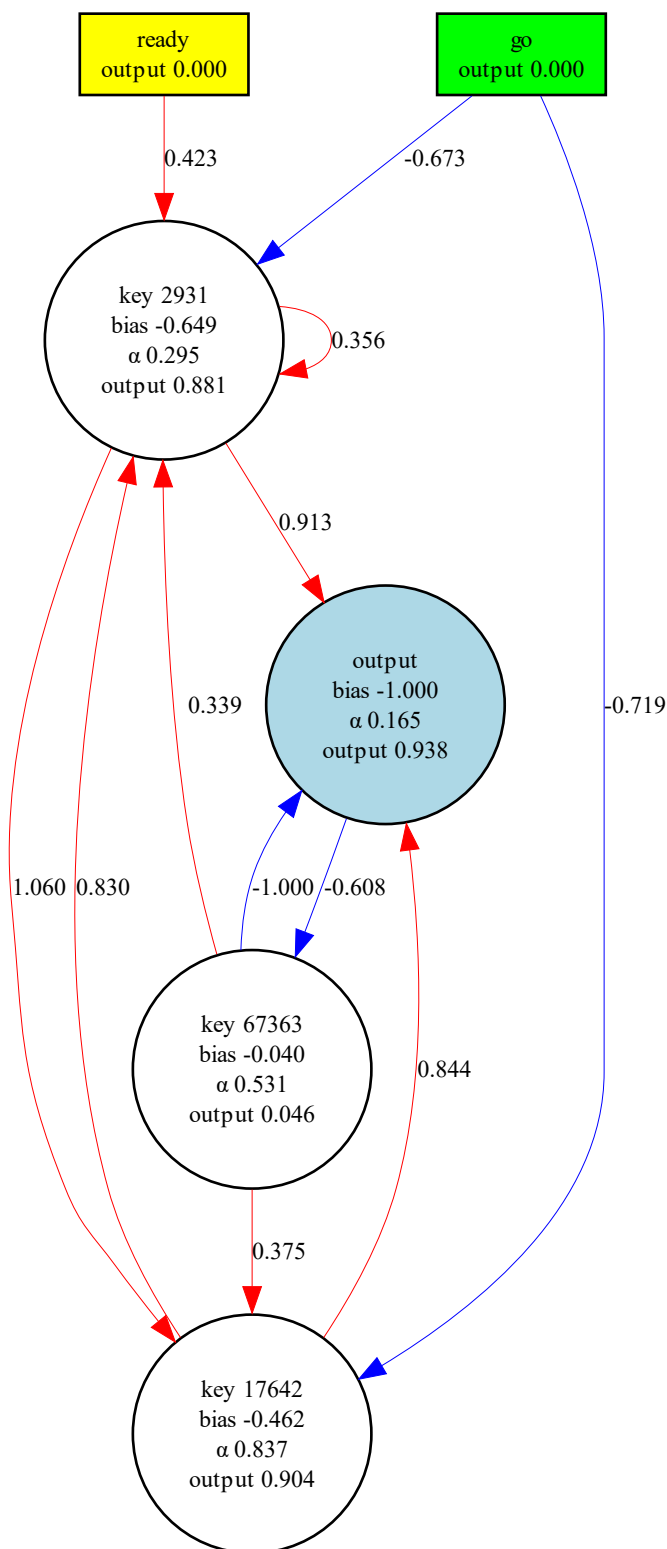 ready
output 0.000
go
output 0.000
0.423
-0.673
key 2931
bias -0.649
α 0.295
output 0.881
0.356
0.913
output
bias -1.000
α 0.165
output 0.938
0.339
-0.719
1.060
0.830
-1.000
-0.608
key 67363
bias -0.040
α 0.531
output 0.046
0.844
0.375
key 17642
bias -0.462
α 0.837
output 0.904